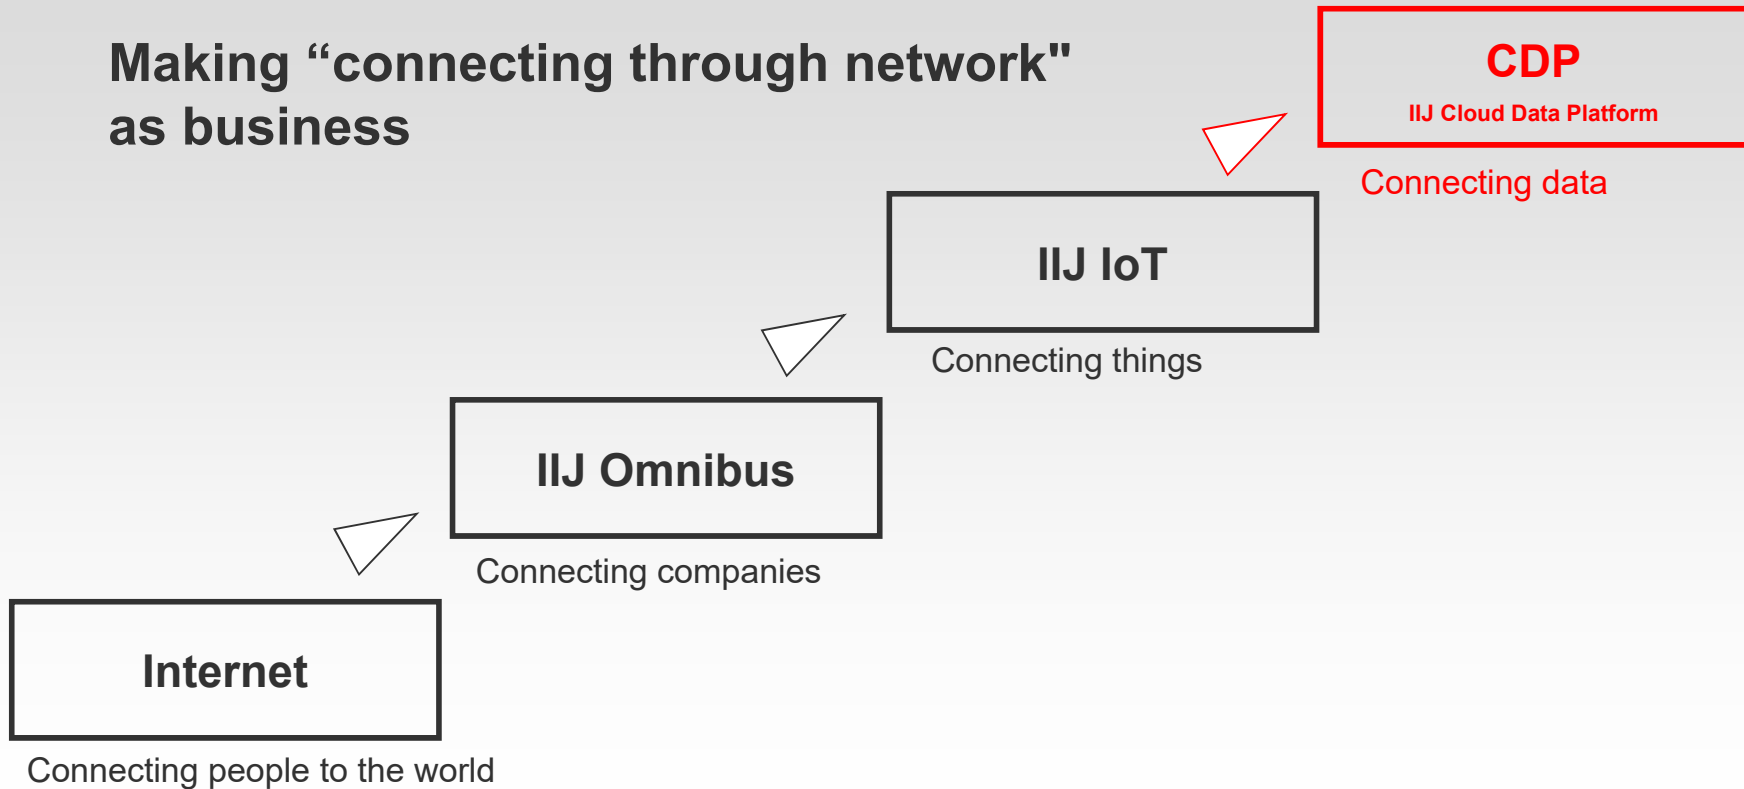 Making “connecting through network"
as business
CDP
IIJ Cloud Data Platform
Connecting data
IIJ IoT
Connecting things
IIJ Omnibus
Connecting companies
Internet
Connecting people to the world